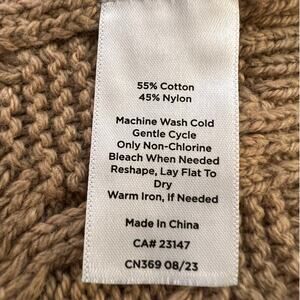 55% Cotton
45% Nylon
Machine Wash Cold
Gentle Cycle
Only Non-Chlorine
Bleach When Needed
Reshape, Lay Flat To
Dry
Warm Iron, If Needed
Made In China
CA# 23147
CN369 08/23